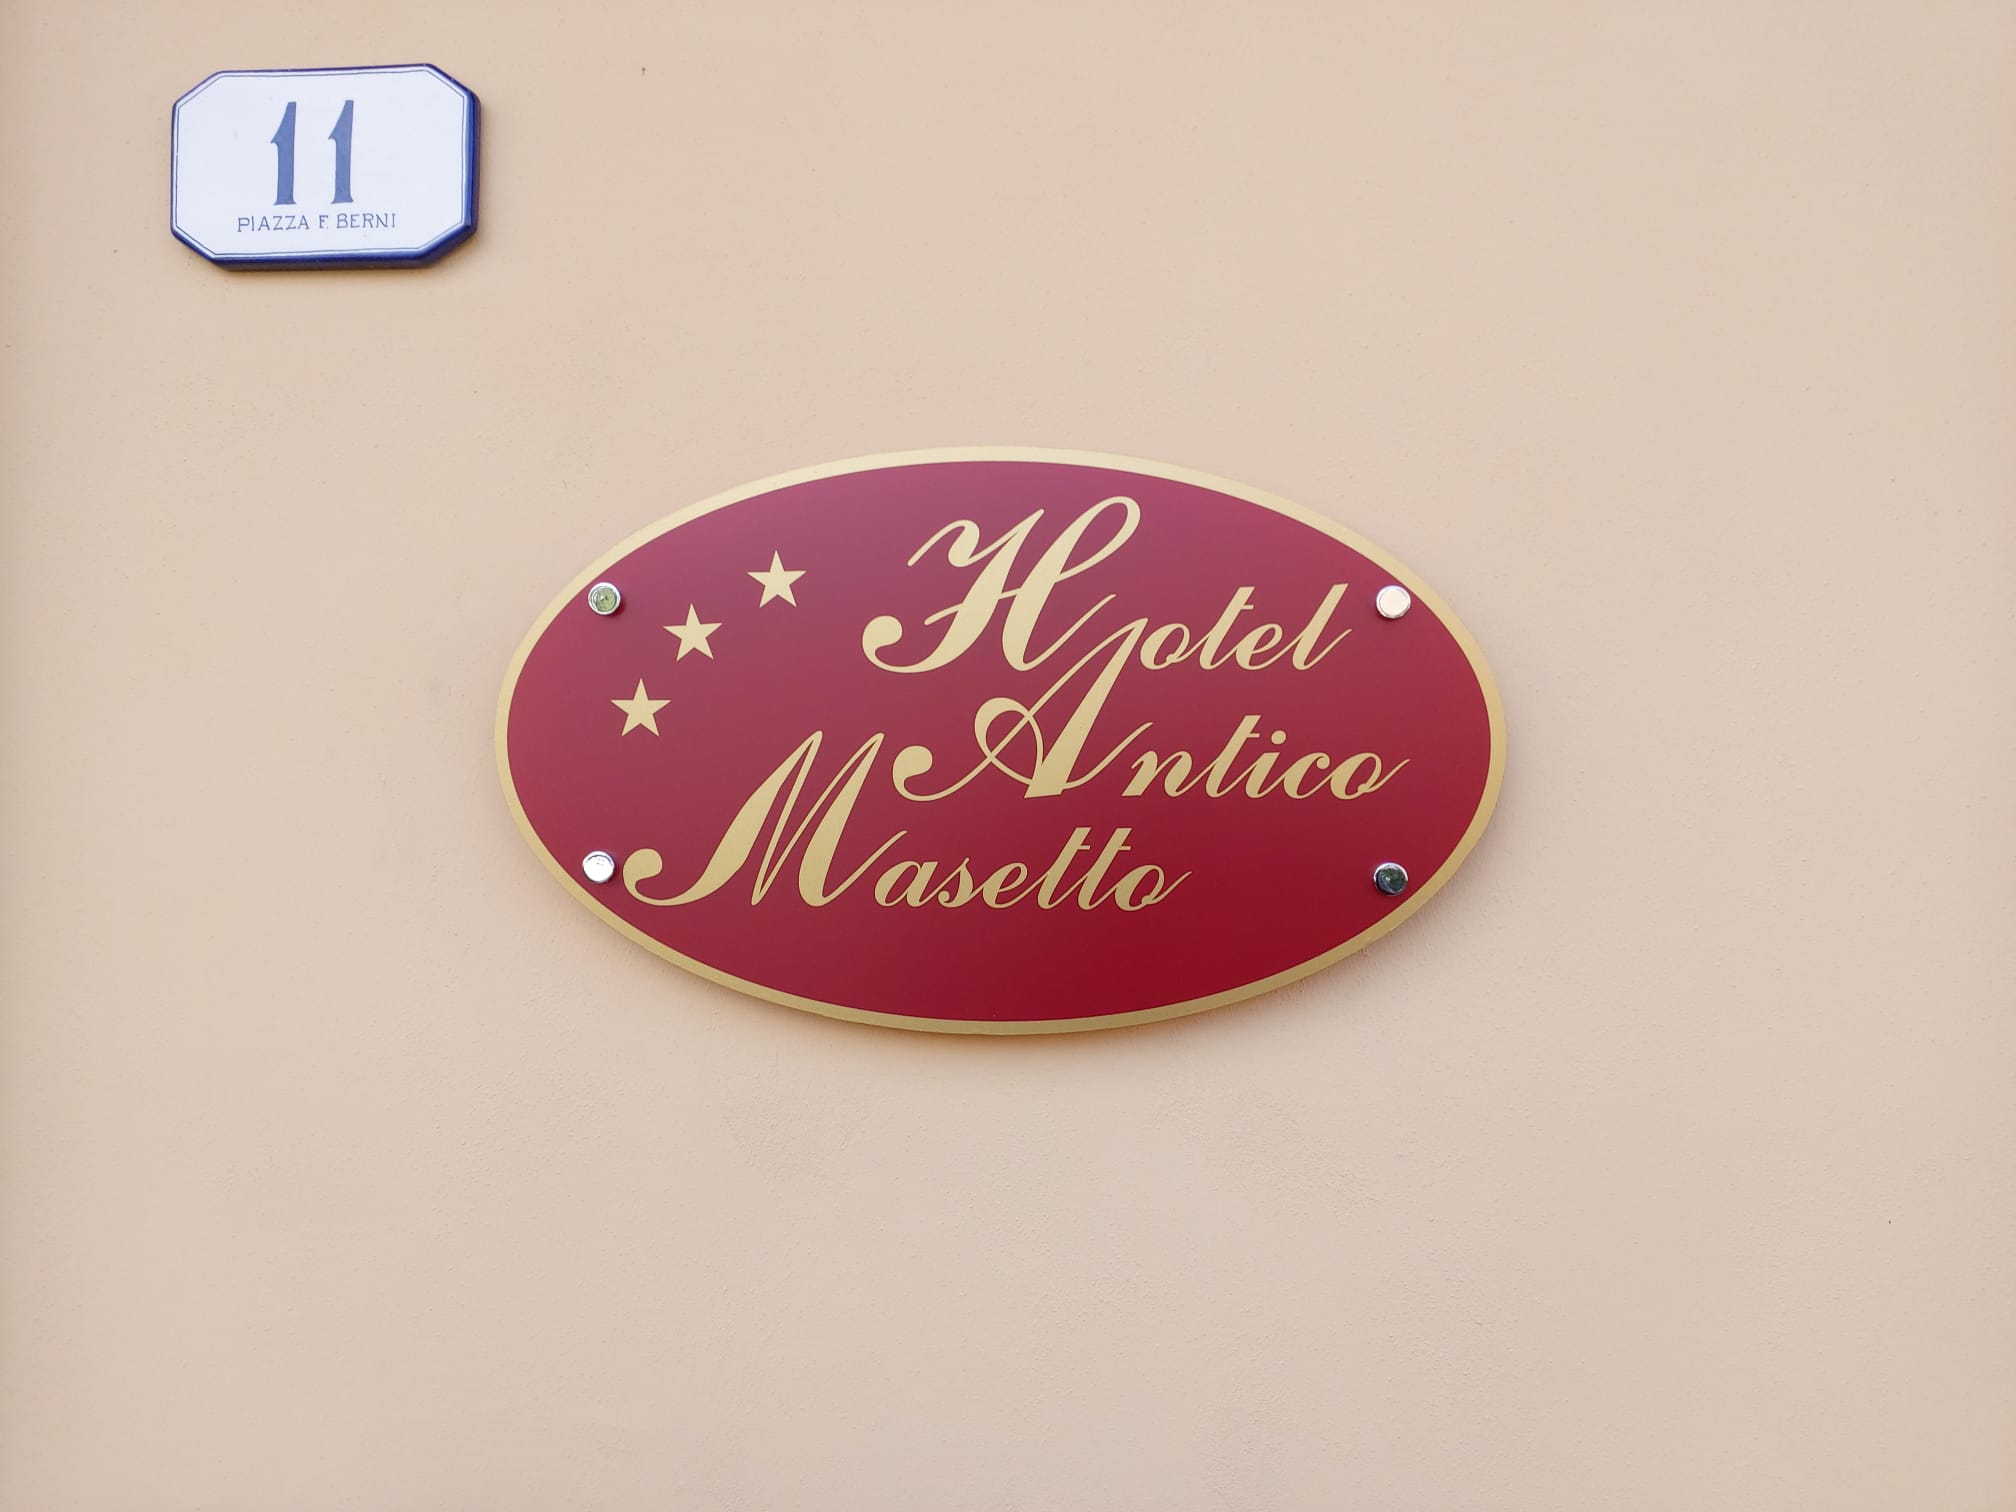 11
PIAZZA F. BERNI
Hotel
Antico
Masetto